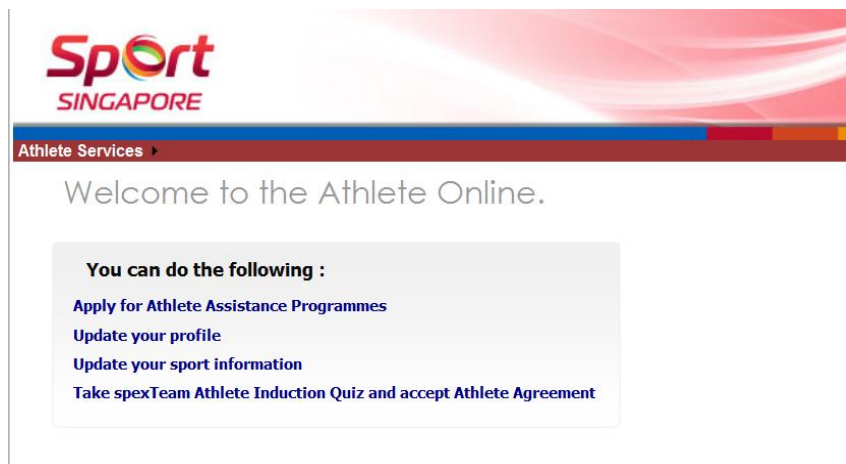 Sport
SINGAPORE
Athlete Services
Welcome to the Athlete Online.
You can do the following :
Apply for Athlete Assistance Programmes
Update your profile
Update your sport information
Take spexTeam Athlete Induction Quiz and accept Athlete Agreement